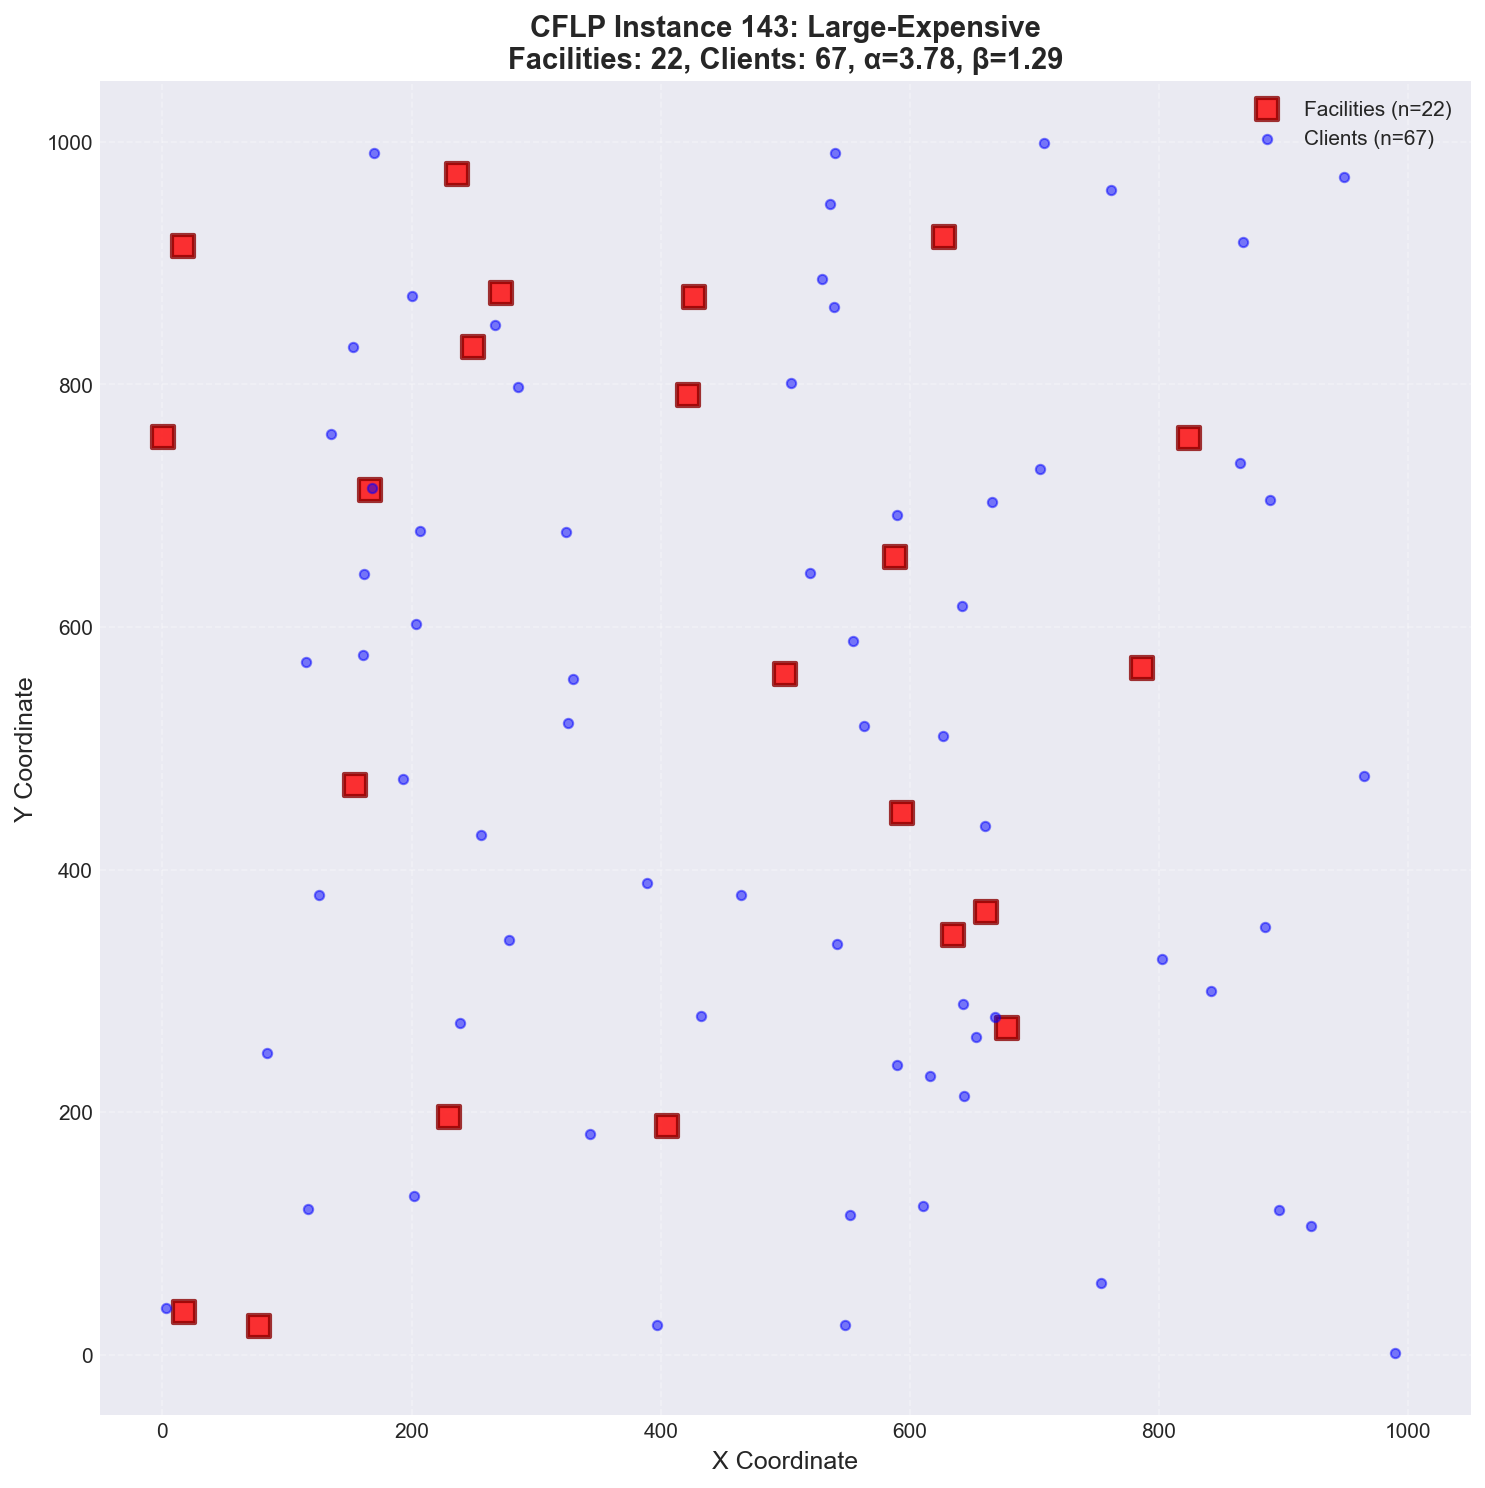 CFLP Instance 143: Large-Expensive
Facilities: 22, Clients: 67, α=3.78, β=1.29
Facilities (n=22)
Clients (n=67)
1000
800
600
400
200
0
Y Coordinate
0
200
400
600
800
1000
X Coordinate